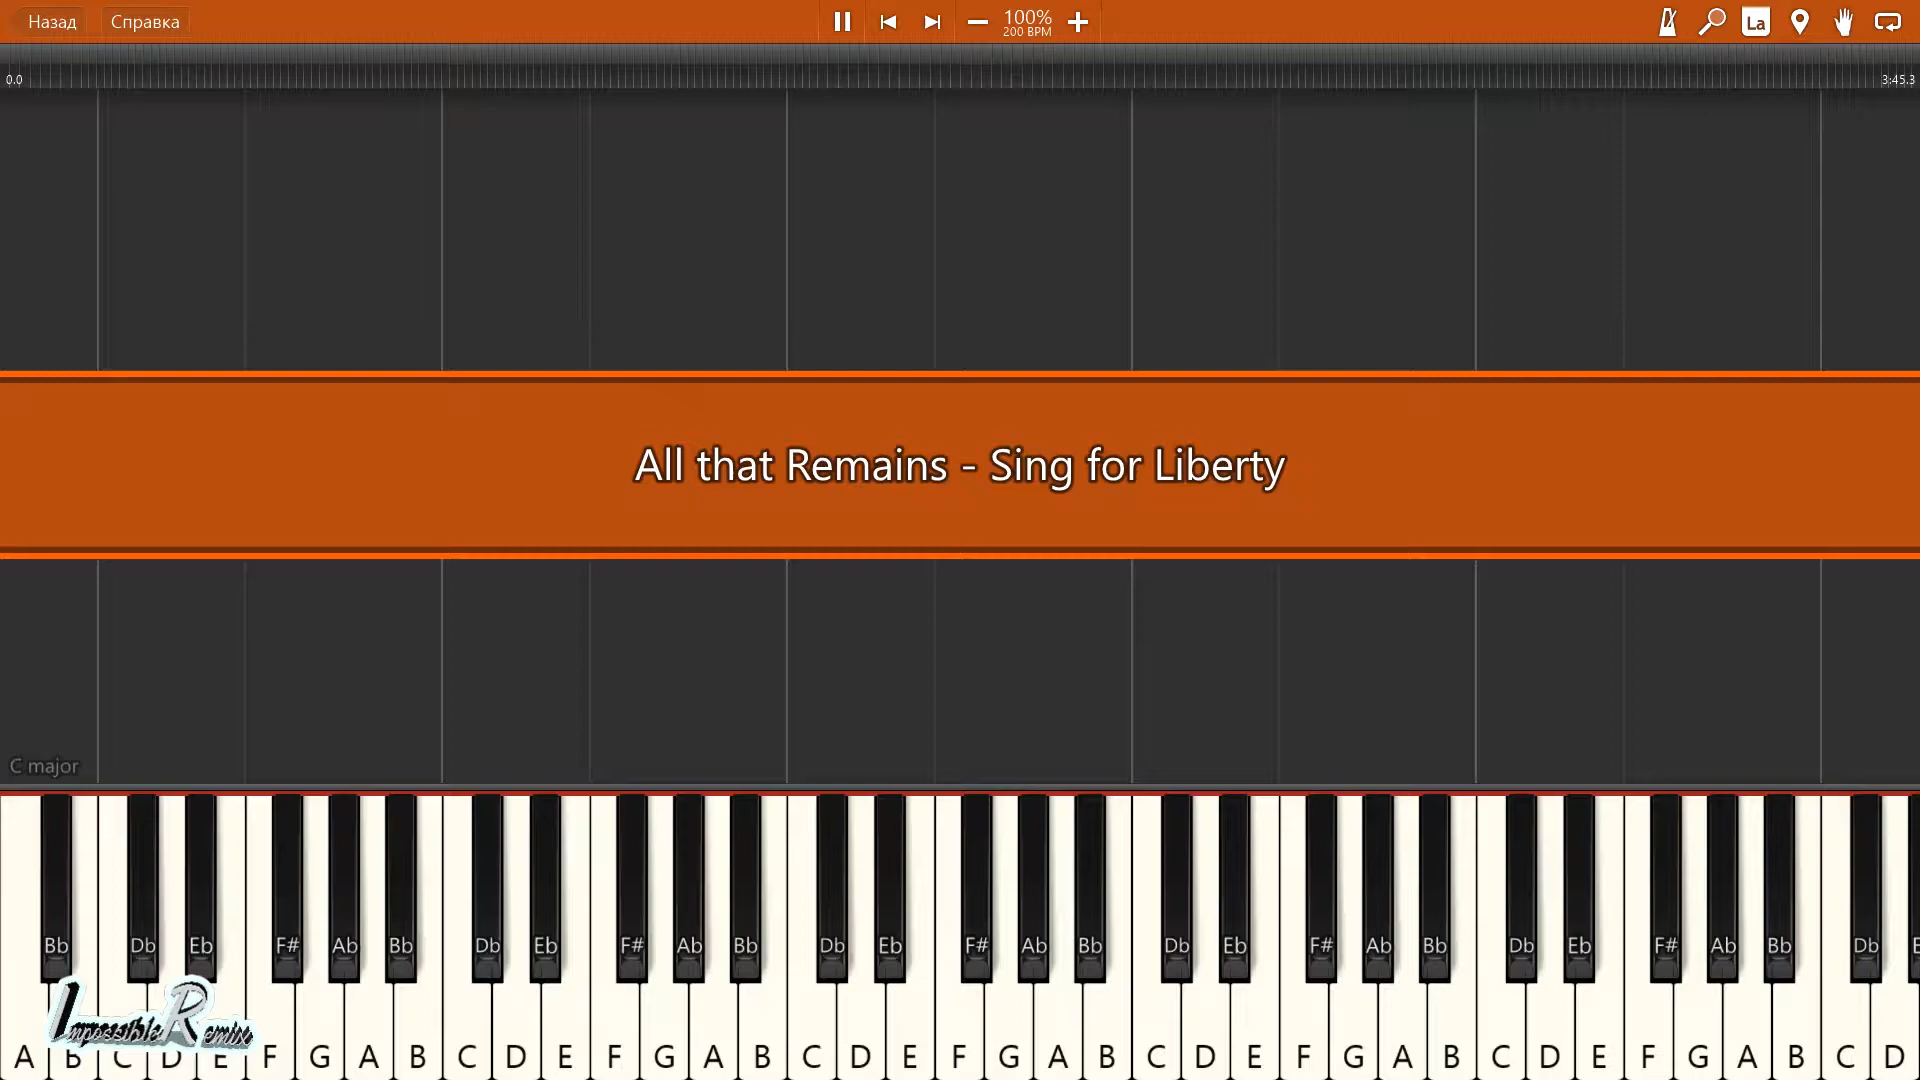 Назад Справка 100% La
200 BPM
0.0 3:45.3
All that Remains - Sing for Liberty
C major
Bb Db Eb F# Ab Bb Db Eb F# Ab Bb Db Eb F# Ab Bb Db Eb F# Ab Bb Db Eb F# Ab Bb Db E
Impossible Remix
A B C D E F G A B C D E F G A B C D E F G A B C D E F G A B C D E F G A B C D